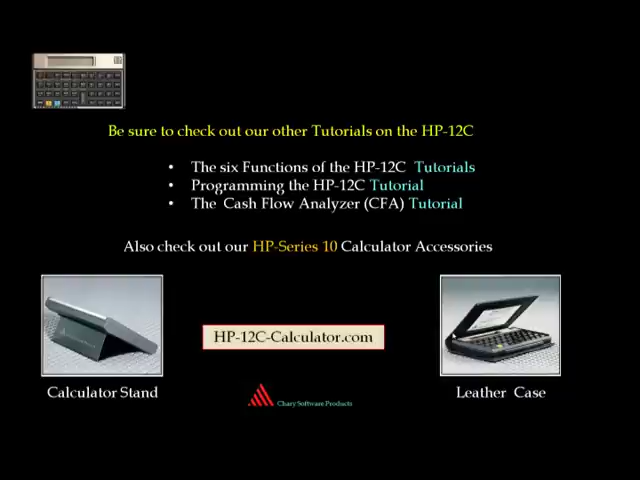 Be sure to check out our other Tutorials on the HP-12C
• The six Functions of the HP-12C Tutorials
• Programming the HP-12C Tutorial
• The Cash Flow Analyzer (CFA) Tutorial
Also check out our HP-Series 10 Calculator Accessories
HP-12C-Calculator.com
Calculator Stand
Leather Case
Chary Software Products